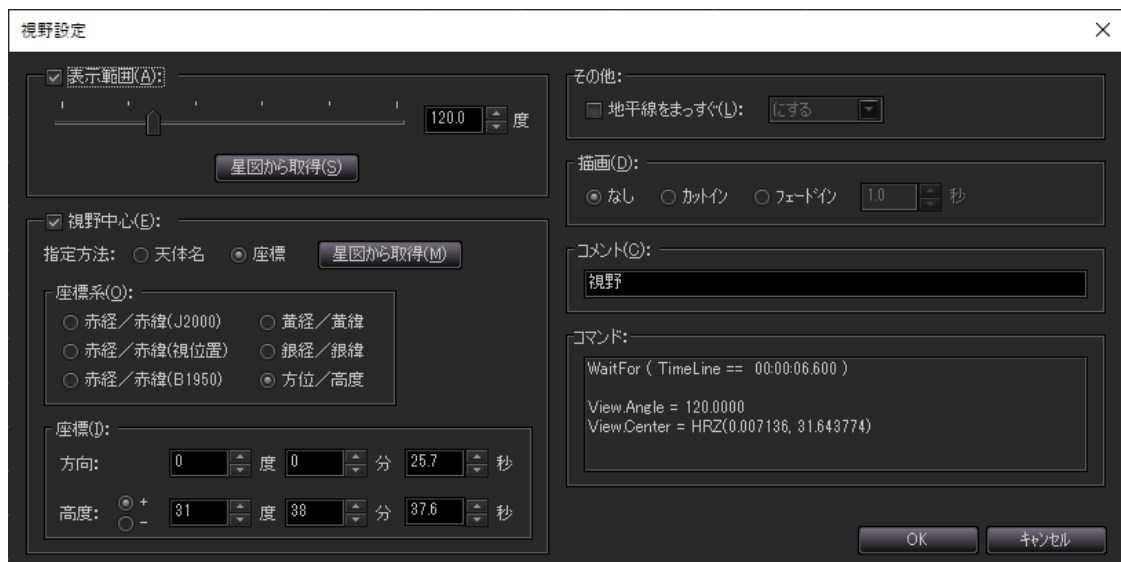 視野設定
表示範囲(A):
120.0 度
星図から取得(S)
視野中心(E):
指定方法: 天体名 座標 星図から取得(M)
座標系(O):
赤経／赤緯(J2000) 黄経／黄緯
赤経／赤緯(視位置) 銀経／銀緯
赤経／赤緯(B1950) 方位／高度
座標(I):
方向: 0 度 0 分 25.7 秒
高度: + - 31 度 38 分 37.6 秒
その他:
地平線をまっすぐ(L): にする
描画(D):
なし カットイン フェードイン 1.0 秒
コメント(C):
視野
コマンド:
WaitFor ( TimeLine == 00:00:06.600 )
View.Angle = 120.0000
View.Center = HRZ(0.007136, 31.643774)
OK キャンセル